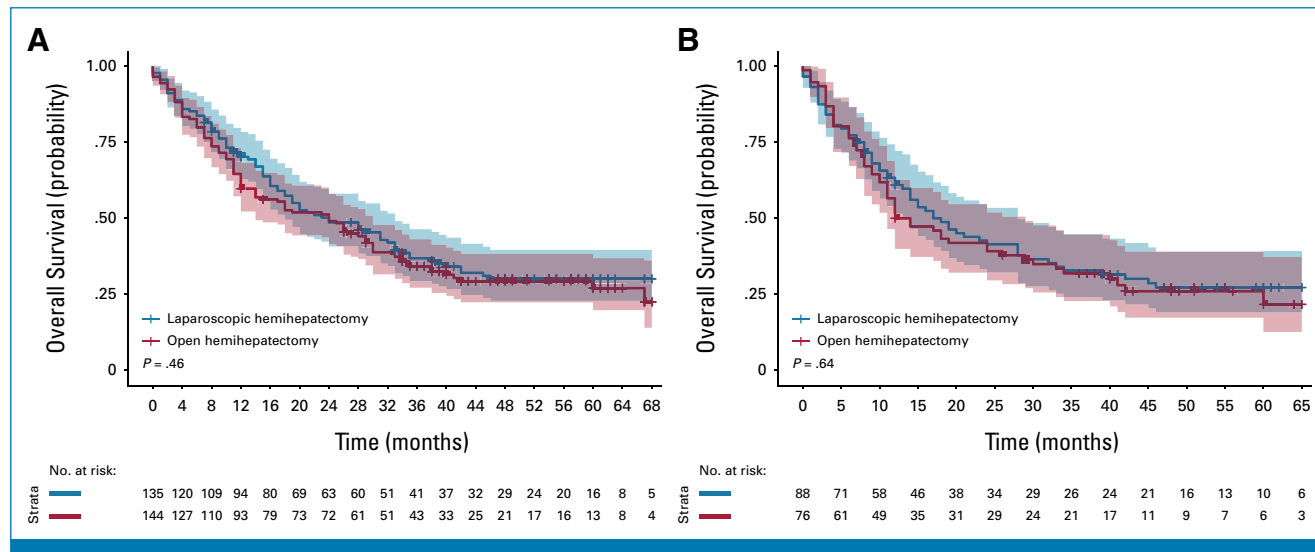 A
Overall Survival (probability)
1.00
.75
.50
.25
0
Laparoscopic hemihepatectomy
Open hemihepatectomy
P = .46
0 4 8 12 16 20 24 28 32 36 40 44 48 52 56 60 64 68
Time (months)
No. at risk:
Strata
135 120 109 94 80 69 63 60 51 41 37 32 29 24 20 16 8 5
144 127 110 93 79 73 72 61 51 43 33 25 21 17 16 13 8 4
B
Overall Survival (probability)
1.00
.75
.50
.25
0
Laparoscopic hemihepatectomy
Open hemihepatectomy
P = .64
0 5 10 15 20 25 30 35 40 45 50 55 60 65
Time (months)
No. at risk:
Strata
88 71 58 46 38 34 29 26 24 21 16 13 10 6
76 61 49 35 31 29 24 21 17 11 9 7 6 3